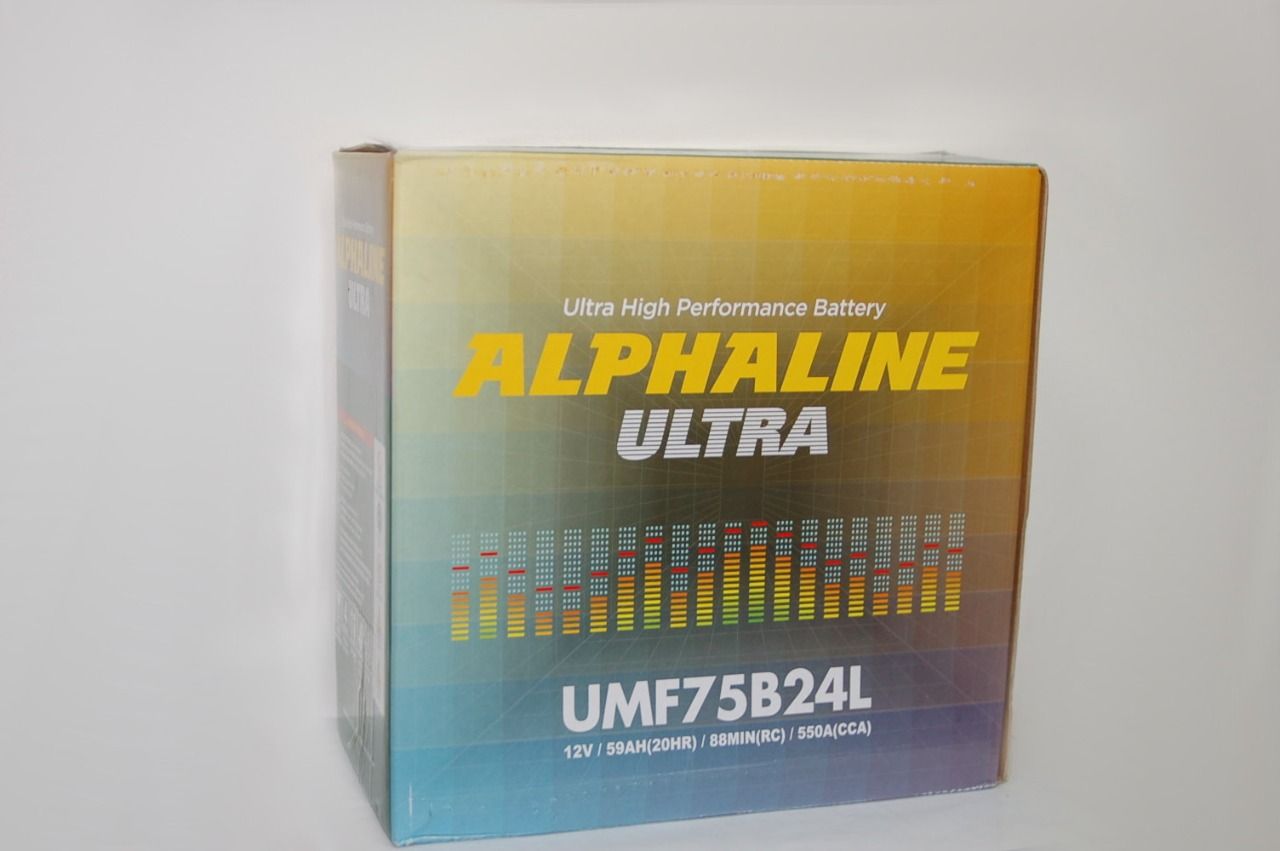 Ultra High Performance Battery
ALPHALINE
ULTRA
UMF75B24L
12V / 59AH(20HR) / 88MIN(RC) / 550A(CCA)
ALPHALINE
ULTRA